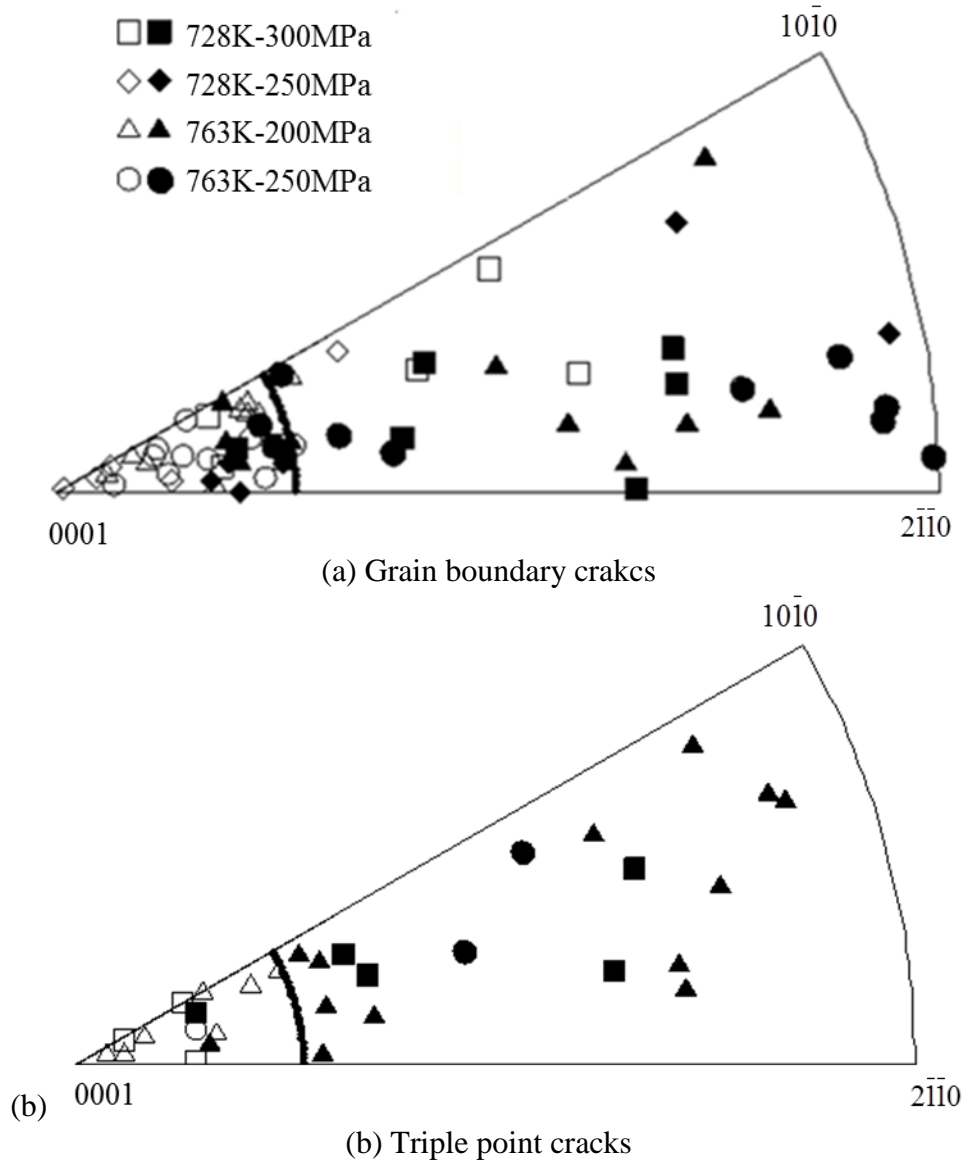 728K-300MPa
728K-250MPa
763K-200MPa
763K-250MPa
101̄0
0001
21̄1̄0
(a) Grain boundary crakcs
101̄0
0001
21̄1̄0
(b)
(b) Triple point cracks